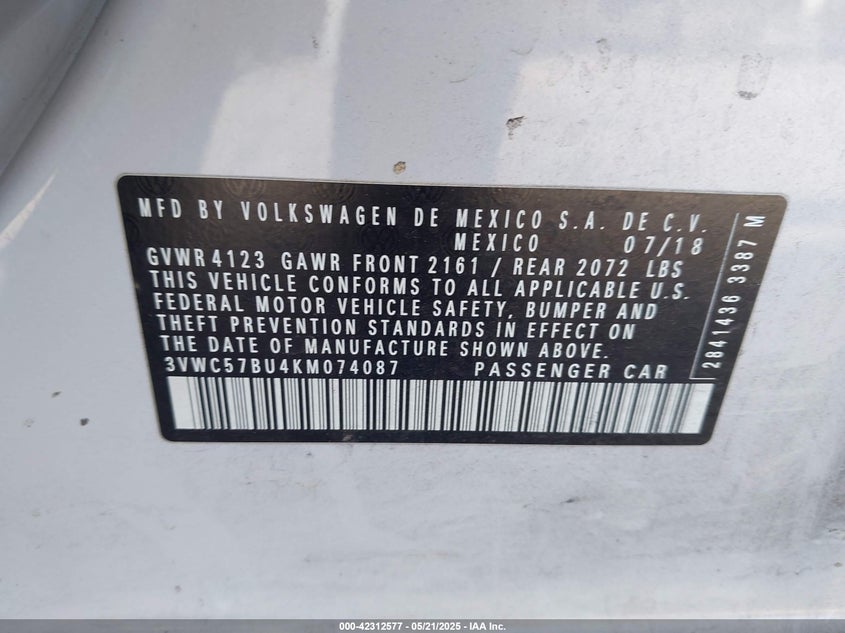 MFD BY VOLKSWAGEN DE MEXICO S.A. DE C.V.
MEXICO 07/18
GVWR 4123 GAWR FRONT 2161 / REAR 2072 LBS
THIS VEHICLE CONFORMS TO ALL APPLICABLE U.S.
FEDERAL MOTOR VEHICLE SAFETY, BUMPER AND
THEFT PREVENTION STANDARDS IN EFFECT ON
THE DATE OF MANUFACTURE SHOWN ABOVE.
3VWC57BU4KM074087 PASSENGER CAR
2841436 3387 M
000-42312577 - 05/21/2025 - IAA Inc.